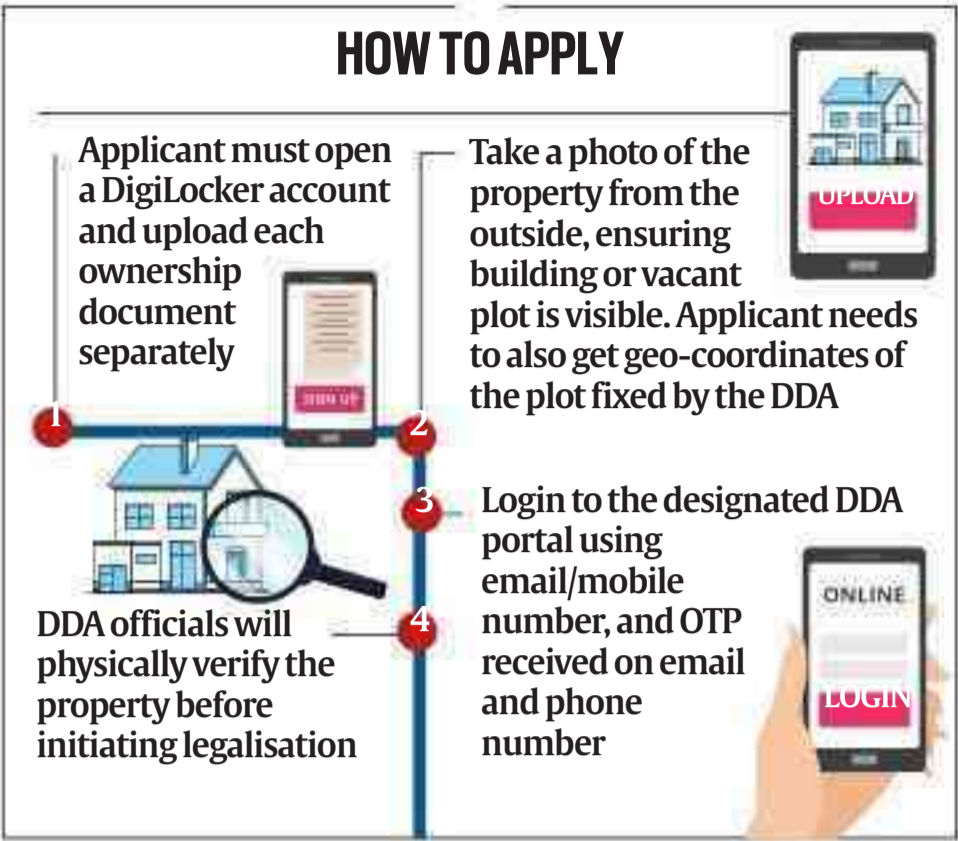 HOW TO APPLY
Applicant must open
a DigiLocker account
and upload each
ownership
document
separately
SIGN UP
1
Take a photo of the
property from the
outside, ensuring
building or vacant
plot is visible. Applicant needs
to also get geo-coordinates of
the plot fixed by the DDA
UPLOAD
2
3
Login to the designated DDA
portal using
email/mobile
number, and OTP
received on email
and phone
number
ONLINE
LOGIN
4
DDA officials will
physically verify the
property before
initiating legalisation